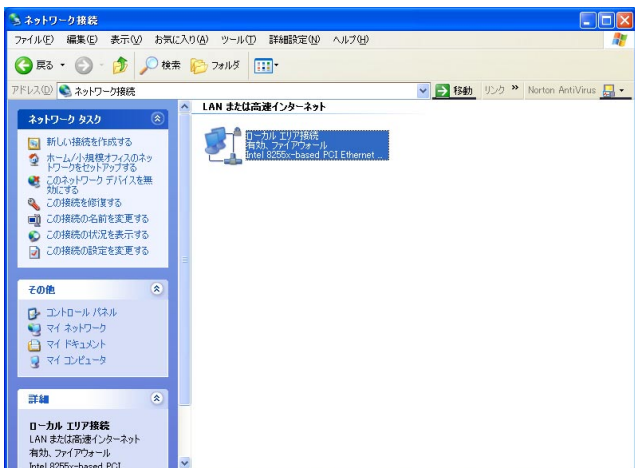 ネットワーク接続
ファイル(F) 編集(E) 表示(V) お気に入り(A) ツール(T) 詳細設定(N) ヘルプ(H)
戻る 検索 フォルダ
アドレス(D) ネットワーク接続 移動 リンク » Norton AntiVirus
ネットワーク タスク
新しい接続を作成する
ホーム/小規模オフィスのネッ
トワークをセットアップする
このネットワーク デバイスを無
効にする
この接続を修復する
この接続の名前を変更する
この接続の状況を表示する
この接続の設定を変更する
その他
コントロール パネル
マイ ネットワーク
マイ ドキュメント
マイ コンピュータ
詳細
ローカル エリア接続
LAN または高速インターネット
有効、ファイアウォール
Intel 8255x-based PCI
LAN または高速インターネット
ローカル エリア接続
有効、ファイアウォール
Intel 8255x-based PCI Ethernet ...